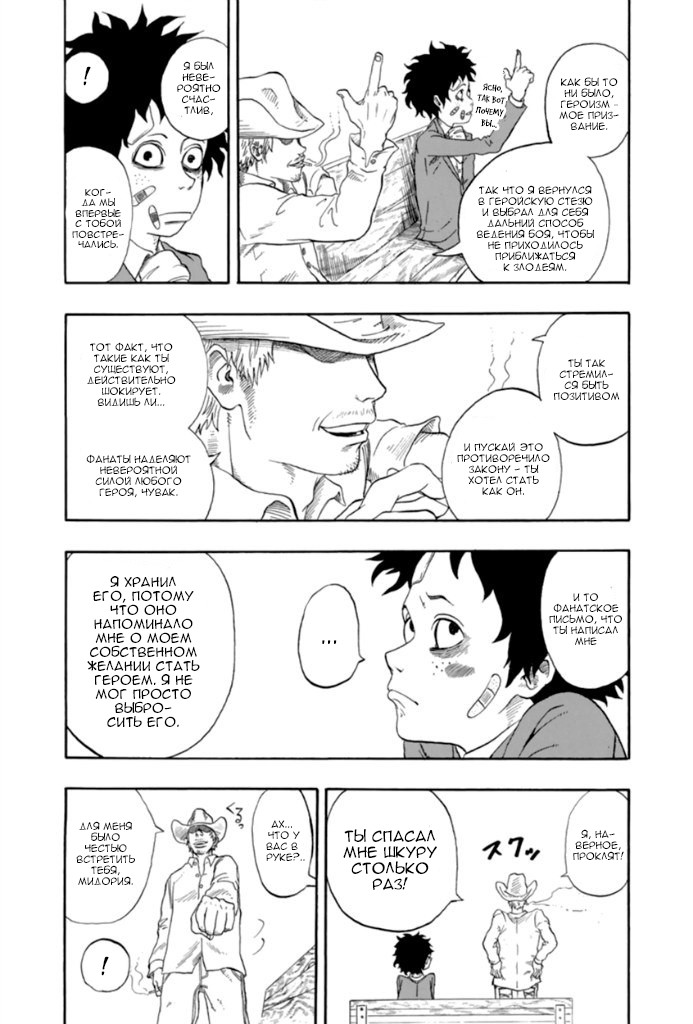 КАК БЫ ТО
НИ БЫЛО,
ГЕРОИЗМ -
МОЕ ПРИЗ-
ВАНИЕ.
ЯСНО,
ТАК ВОТ
ПОЧЕМУ
ВЫ...
ТАК ЧТО Я ВЕРНУЛСЯ
В ГЕРОЙСКУЮ СТЕЗЮ
И ВЫБРАЛ ДЛЯ СЕБЯ
ДАЛЬНИЙ СПОСОБ
ВЕДЕНИЯ БОЯ, ЧТОБЫ
НЕ ПРИХОДИЛОСЬ
ПРИБЛИЖАТЬСЯ
К ЗЛОДЕЯМ.
Я БЫЛ
НЕВЕ-
РОЯТНО
СЧАС-
ТЛИВ,
!
КОГ-
ДА МЫ
ВПЕРВЫЕ
С ТОБОЙ
ПОВСТРЕ-
ЧАЛИСЬ.
ТЫ ТАК
СТРЕМИЛ-
СЯ БЫТЬ
ПОЗИТИВОМ
И ПУСКАЙ ЭТО
ПРОТИВОРЕЧИЛО
ЗАКОНУ - ТЫ
ХОТЕЛ СТАТЬ
КАК ОН.
ТОТ ФАКТ, ЧТО
ТАКИЕ КАК ТЫ
СУЩЕСТВУЮТ,
ДЕЙСТВИТЕЛЬНО
ШОКИРУЕТ.
ВИДИШЬ ЛИ...
ФАНАТЫ НАДЕЛЯЮТ
НЕВЕРОЯТНОЙ
СИЛОЙ ЛЮБОГО
ГЕРОЯ, ЧУВАК.
И ТО
ФАНАТСКОЕ
ПИСЬМО, ЧТО
ТЫ НАПИСАЛ
МНЕ
...
Я ХРАНИЛ
ЕГО, ПОТОМУ
ЧТО ОНО
НАПОМИНАЛО
МНЕ О МОЕМ
СОБСТВЕННОМ
ЖЕЛАНИИ СТАТЬ
ГЕРОЕМ. Я НЕ
МОГ ПРОСТО
ВЫБРО-
СИТЬ ЕГО.
Я, НА-
ВЕРНОЕ,
ПРОКЛЯТ!
スクッ
ТЫ СПАСАЛ
МНЕ ШКУРУ
СТОЛЬКО
РАЗ!
АХ...
ЧТО У
ВАС В
РУКЕ?..
ДЛЯ МЕНЯ
БЫЛО
ЧЕСТЬЮ
ВСТРЕТИТЬ
ТЕБЯ,
МИДОРИЯ.
!